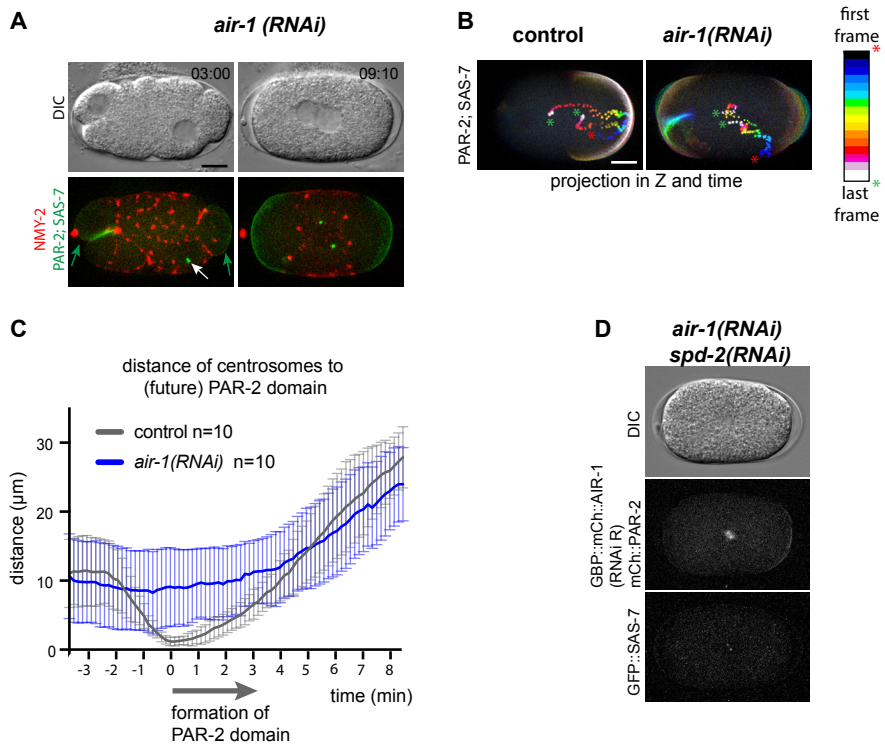 A
air-1 (RNAi)
03:00
09:10
DIC
NMY-2
PAR-2; SAS-7
B
control
air-1(RNAi)
PAR-2; SAS-7
*
*
*
*
*
*
projection in Z and time
first
frame
*
*
last
frame
C
distance of centrosomes to
(future) PAR-2 domain
control n=10
air-1(RNAi) n=10
distance (μm)
30
20
10
0
-3 -2 -1 0 1 2 3 4 5 6 7 8
time (min)
formation of
PAR-2 domain
D
air-1(RNAi)
spd-2(RNAi)
DIC
GBP::mCh::AIR-1
(RNAi R)
mCh::PAR-2
GFP::SAS-7